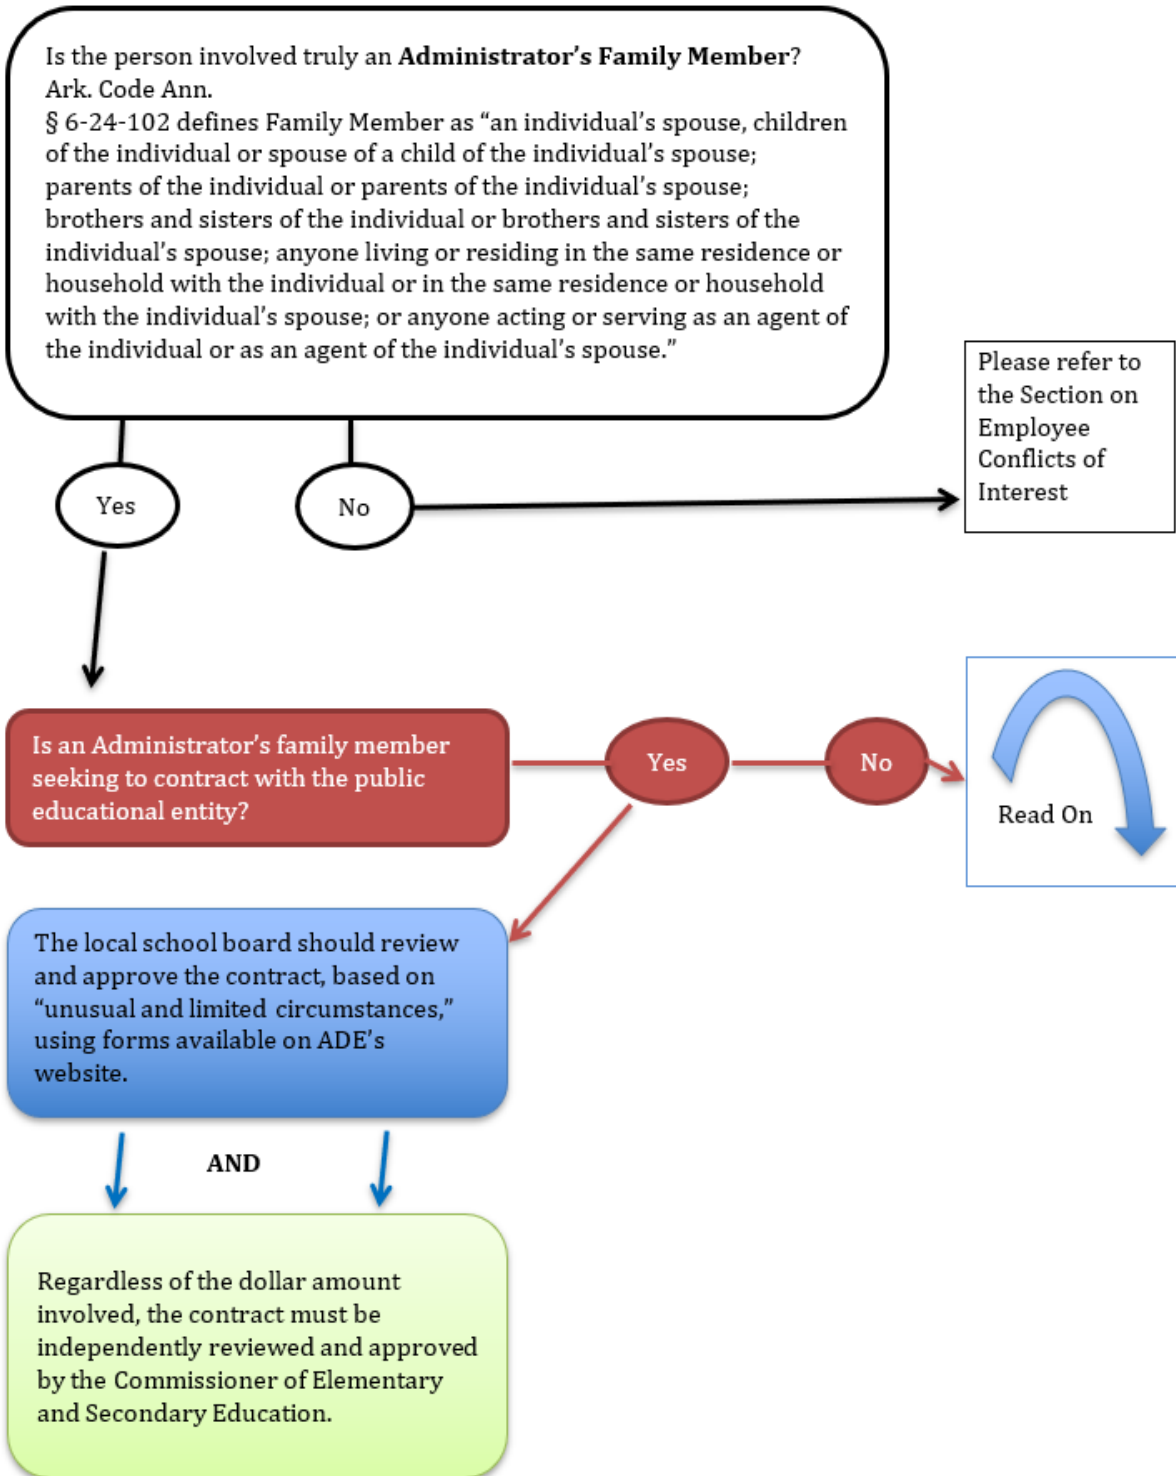 Is the person involved truly an Administrator’s Family Member?
Ark. Code Ann.
§ 6-24-102 defines Family Member as “an individual’s spouse, children
of the individual or spouse of a child of the individual’s spouse;
parents of the individual or parents of the individual’s spouse;
brothers and sisters of the individual or brothers and sisters of the
individual’s spouse; anyone living or residing in the same residence or
household with the individual or in the same residence or household
with the individual’s spouse; or anyone acting or serving as an agent of
the individual or as an agent of the individual’s spouse.”
Please refer to
the Section on
Employee
Conflicts of
Interest
Yes
No
Is an Administrator’s family member
seeking to contract with the public
educational entity?
Yes
No
Read On
The local school board should review
and approve the contract, based on
“unusual and limited circumstances,”
using forms available on ADE’s
website.
AND
Regardless of the dollar amount
involved, the contract must be
independently reviewed and approved
by the Commissioner of Elementary
and Secondary Education.